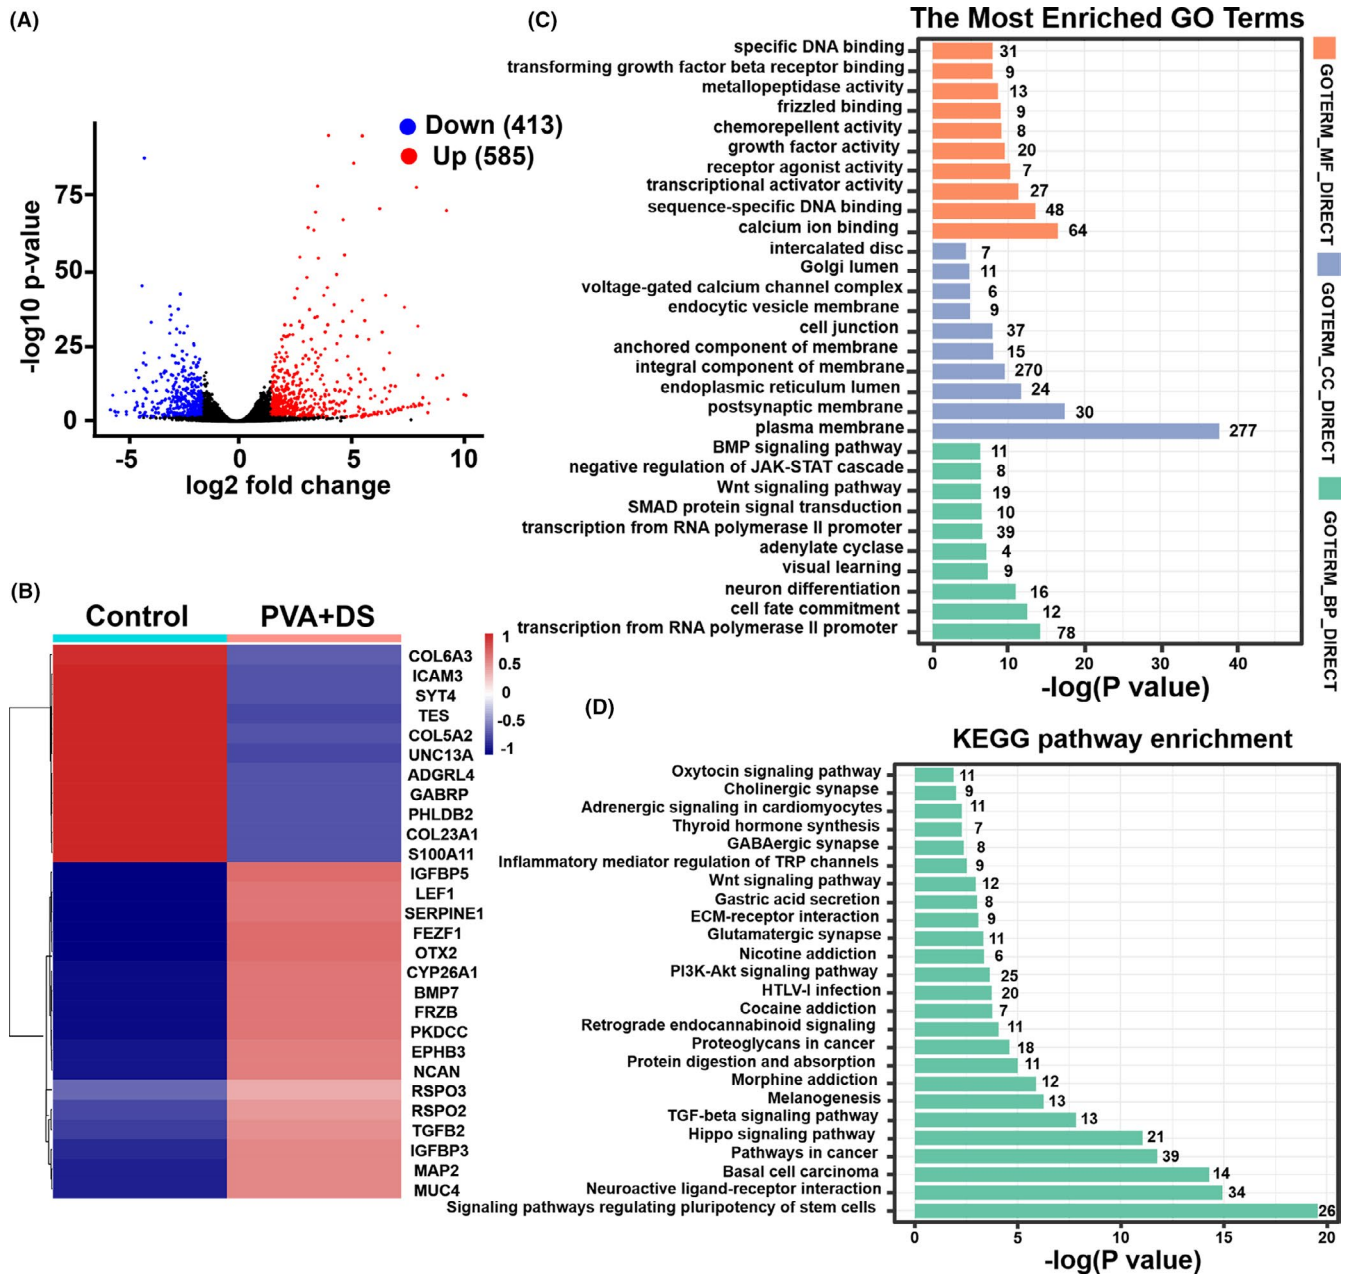 (A)
Down (413)
Up (585)
75
50
25
0
-log10 p-value
-5
0
5
10
log2 fold change
(B)
Control
PVA+DS
COL6A3
ICAM3
SYT4
TES
COL5A2
UNC13A
ADGRL4
GABRP
PHLDB2
COL23A1
S100A11
IGFBP5
LEF1
SERPINE1
FEZF1
OTX2
CYP26A1
BMP7
FRZB
PKDCC
EPHB3
NCAN
RSPO3
RSPO2
TGFB2
IGFBP3
MAP2
MUC4
1
0.5
0
-0.5
-1
(C)
The Most Enriched GO Terms
specific DNA binding 31
transforming growth factor beta receptor binding 9
metallopeptidase activity 13
frizzled binding 9
chemorepellent activity 8
growth factor activity 20
receptor agonist activity 7
transcriptional activator activity 27
sequence-specific DNA binding 48
calcium ion binding 64
intercalated disc 7
Golgi lumen 11
voltage-gated calcium channel complex 6
endocytic vesicle membrane 9
cell junction 37
anchored component of membrane 15
integral component of membrane 270
endoplasmic reticulum lumen 24
postsynaptic membrane 30
plasma membrane 277
BMP signaling pathway 11
negative regulation of JAK-STAT cascade 8
Wnt signaling pathway 19
SMAD protein signal transduction 10
transcription from RNA polymerase II promoter 39
adenylate cyclase 4
visual learning 9
neuron differentiation 16
cell fate commitment 12
transcription from RNA polymerase II promoter 78
0
10
20
30
40
-log(P value)
GOTERM_MF_DIRECT
GOTERM_CC_DIRECT
GOTERM_BP_DIRECT
(D)
KEGG pathway enrichment
Oxytocin signaling pathway 11
Cholinergic synapse 9
Adrenergic signaling in cardiomyocytes 11
Thyroid hormone synthesis 7
GABAergic synapse 8
Inflammatory mediator regulation of TRP channels 9
Wnt signaling pathway 12
Gastric acid secretion 8
ECM-receptor interaction 9
Glutamatergic synapse 11
Nicotine addiction 6
PI3K-Akt signaling pathway 25
HTLV-I infection 20
Cocaine addiction 7
Retrograde endocannabinoid signaling 11
Proteoglycans in cancer 18
Protein digestion and absorption 11
Morphine addiction 12
Melanogenesis 13
TGF-beta signaling pathway 13
Hippo signaling pathway 21
Pathways in cancer 39
Basal cell carcinoma 14
Neuroactive ligand-receptor interaction 34
Signaling pathways regulating pluripotency of stem cells 26
0
5
10
15
20
-log(P value)